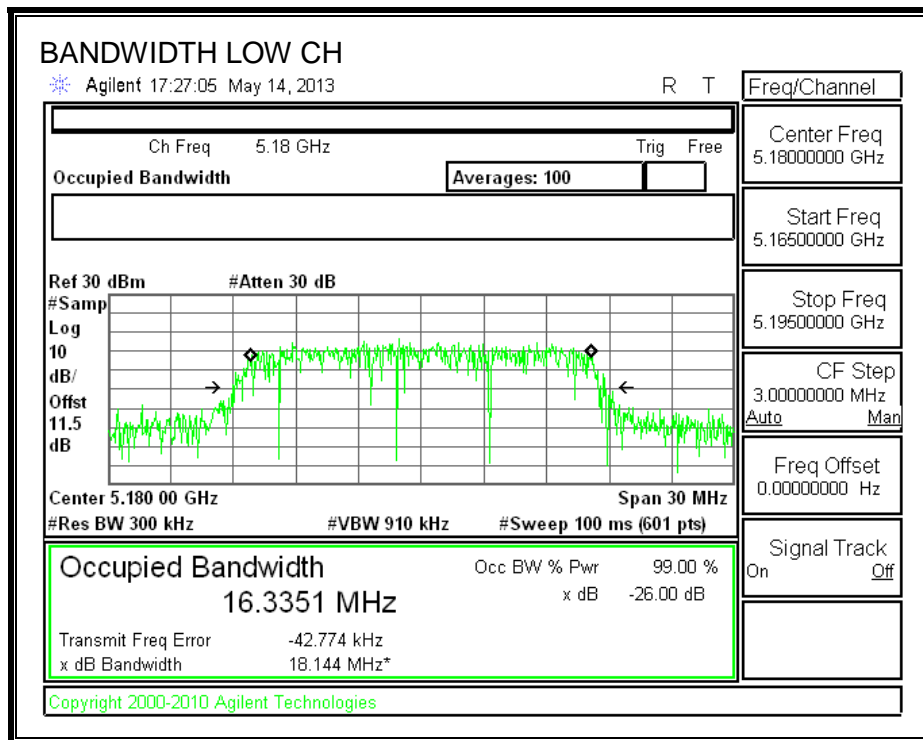 BANDWIDTH LOW CH
Agilent 17:27:05 May 14, 2013 R T
Freq/Channel
Ch Freq 5.18 GHz Trig Free
Occupied Bandwidth Averages: 100
Ref 30 dBm #Atten 30 dB
#Samp
Log
10
dB/
Offst
11.5
dB
Center 5.180 00 GHz Span 30 MHz
#Res BW 300 kHz #VBW 910 kHz #Sweep 100 ms (601 pts)
Occupied Bandwidth Occ BW % Pwr 99.00 %
16.3351 MHz x dB -26.00 dB
Transmit Freq Error -42.774 kHz
x dB Bandwidth 18.144 MHz*
Copyright 2000-2010 Agilent Technologies
Center Freq
5.18000000 GHz
Start Freq
5.16500000 GHz
Stop Freq
5.19500000 GHz
CF Step
3.00000000 MHz
Auto Man
Freq Offset
0.00000000 Hz
Signal Track
On Off